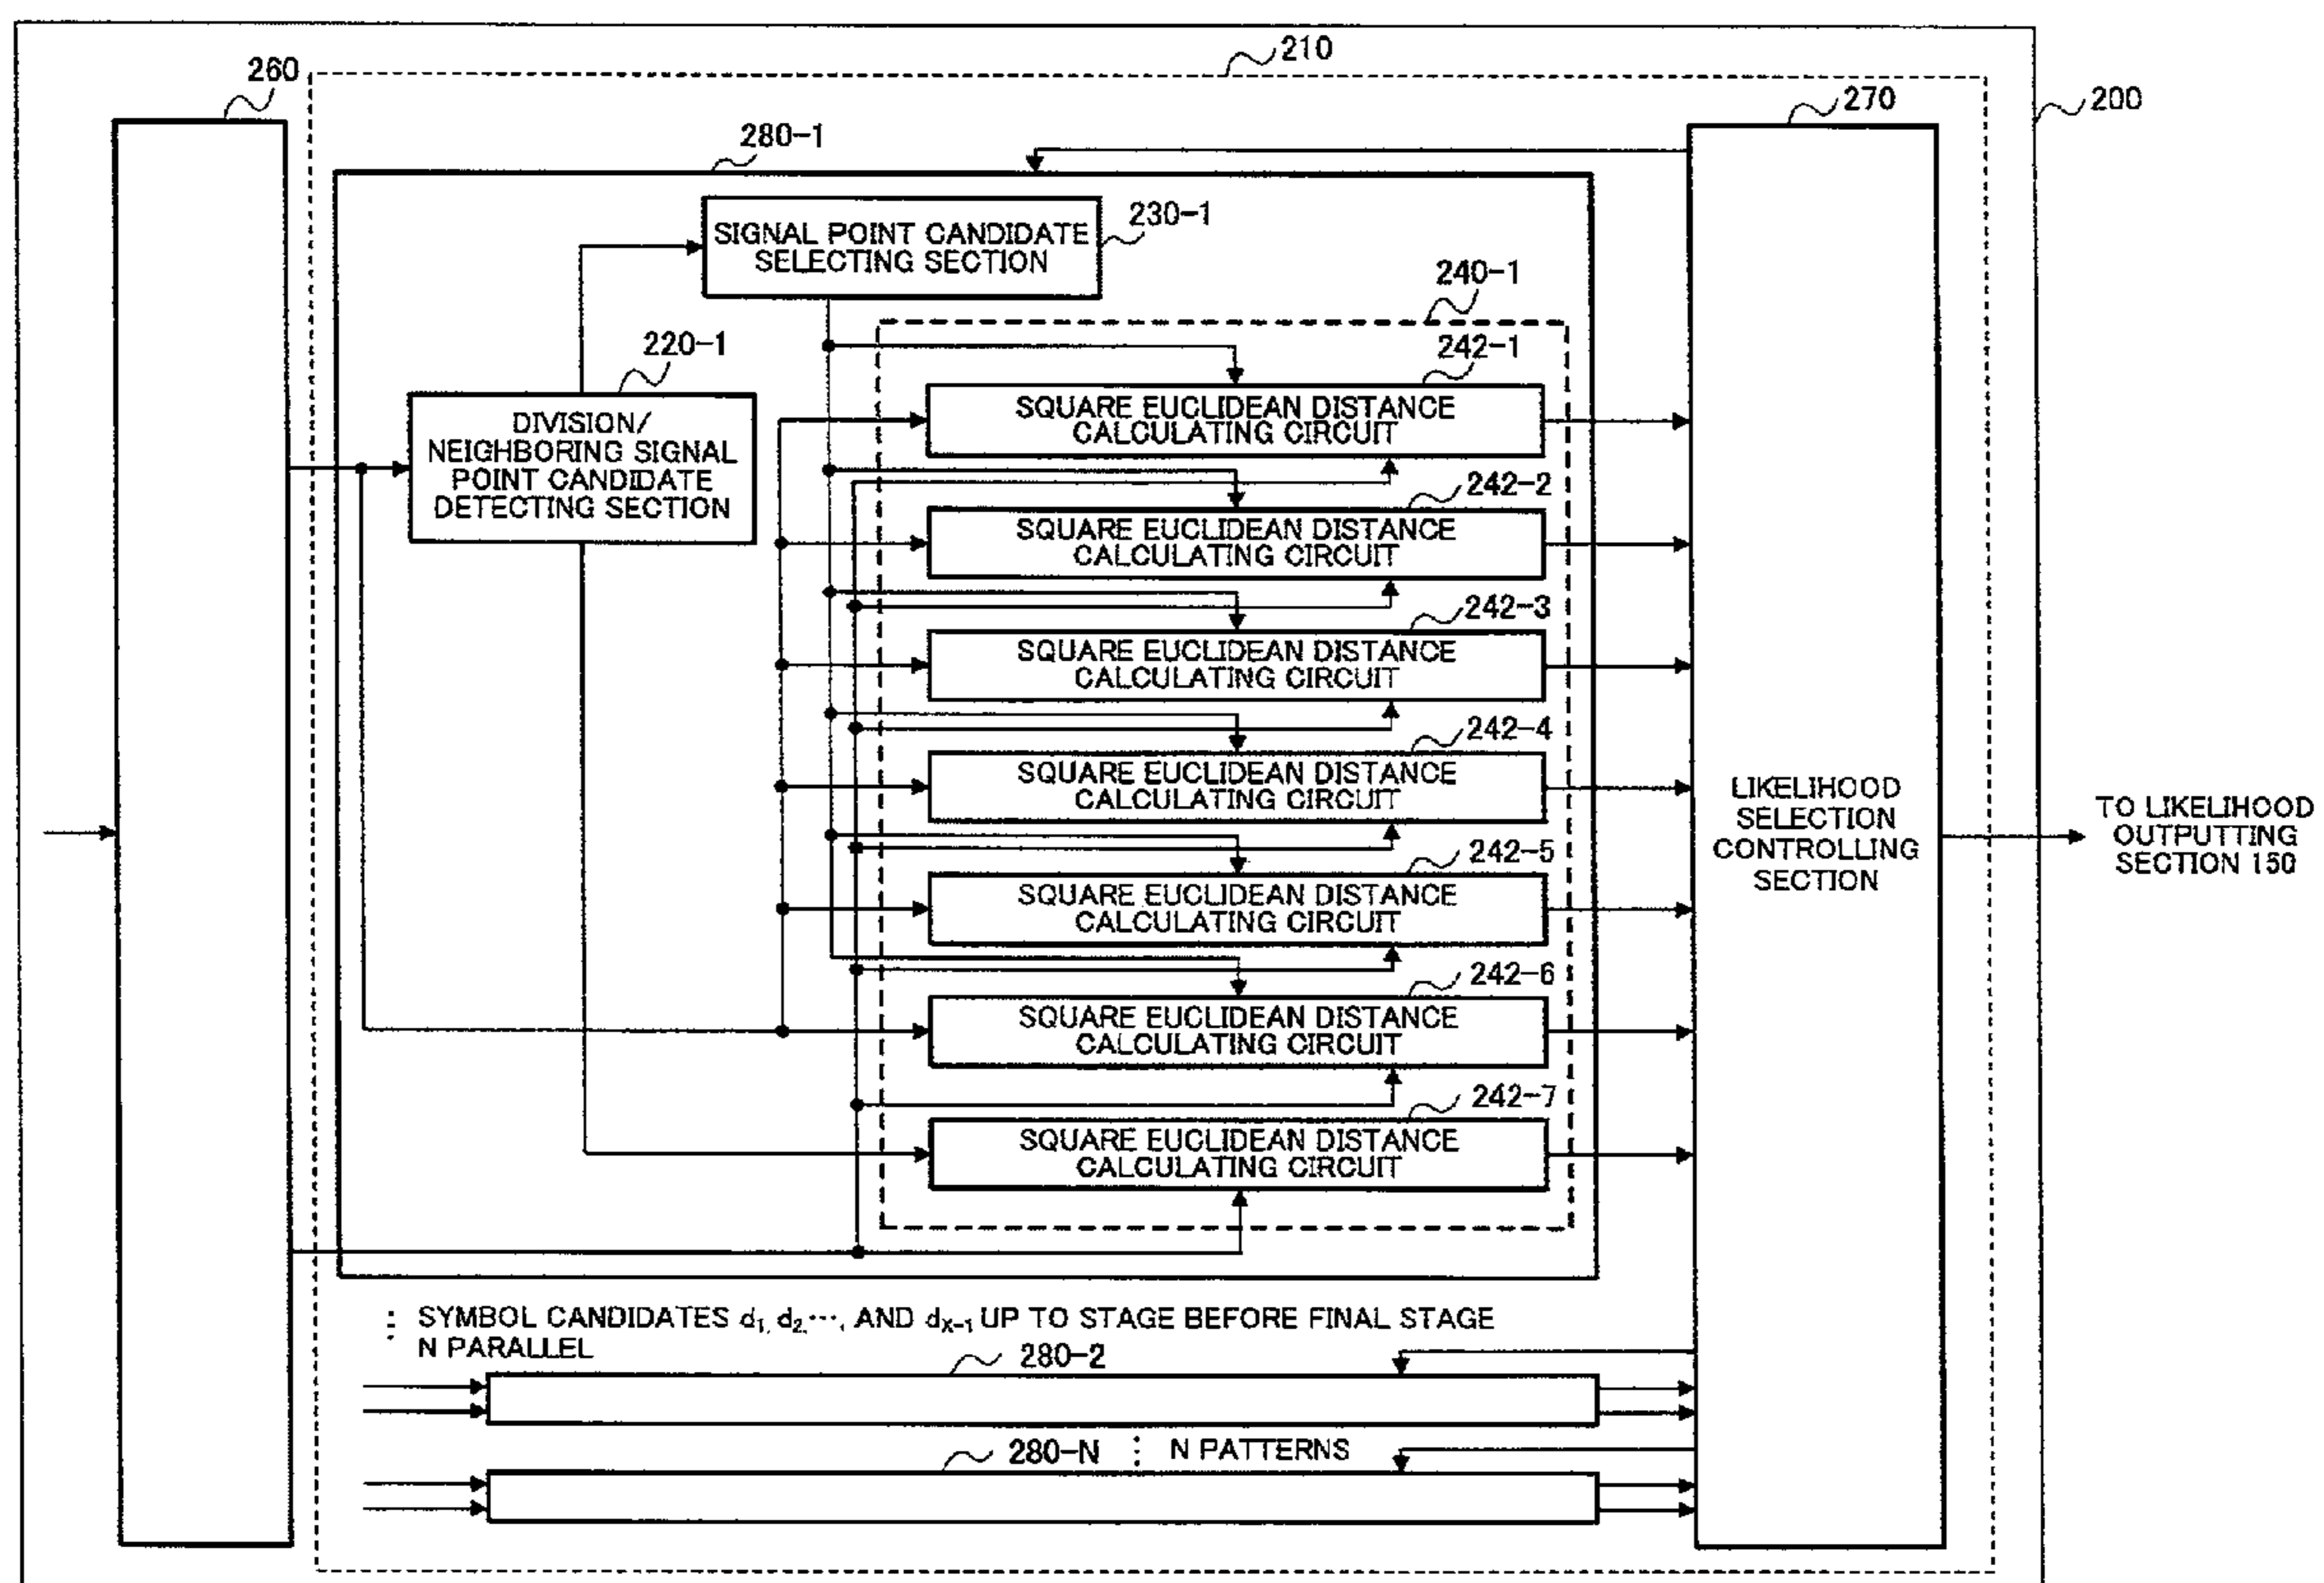 210
260
270
200
280-1
230-1
SIGNAL POINT CANDIDATE
SELECTING SECTION
240-1
220-1
242-1
DIVISION/
NEIGHBORING SIGNAL
POINT CANDIDATE
DETECTING SECTION
SQUARE EUCLIDEAN DISTANCE
CALCULATING CIRCUIT
242-2
SQUARE EUCLIDEAN DISTANCE
CALCULATING CIRCUIT
242-3
SQUARE EUCLIDEAN DISTANCE
CALCULATING CIRCUIT
242-4
SQUARE EUCLIDEAN DISTANCE
CALCULATING CIRCUIT
LIKELIHOOD
SELECTION
CONTROLLING
SECTION
TO LIKELIHOOD
OUTPUTTING
SECTION 150
242-5
SQUARE EUCLIDEAN DISTANCE
CALCULATING CIRCUIT
242-6
SQUARE EUCLIDEAN DISTANCE
CALCULATING CIRCUIT
242-7
SQUARE EUCLIDEAN DISTANCE
CALCULATING CIRCUIT
⋮ SYMBOL CANDIDATES d₁, d₂, ⋯, AND dₓ₋₁ UP TO STAGE BEFORE FINAL STAGE
N PARALLEL
280-2
280-N ⋮ N PATTERNS